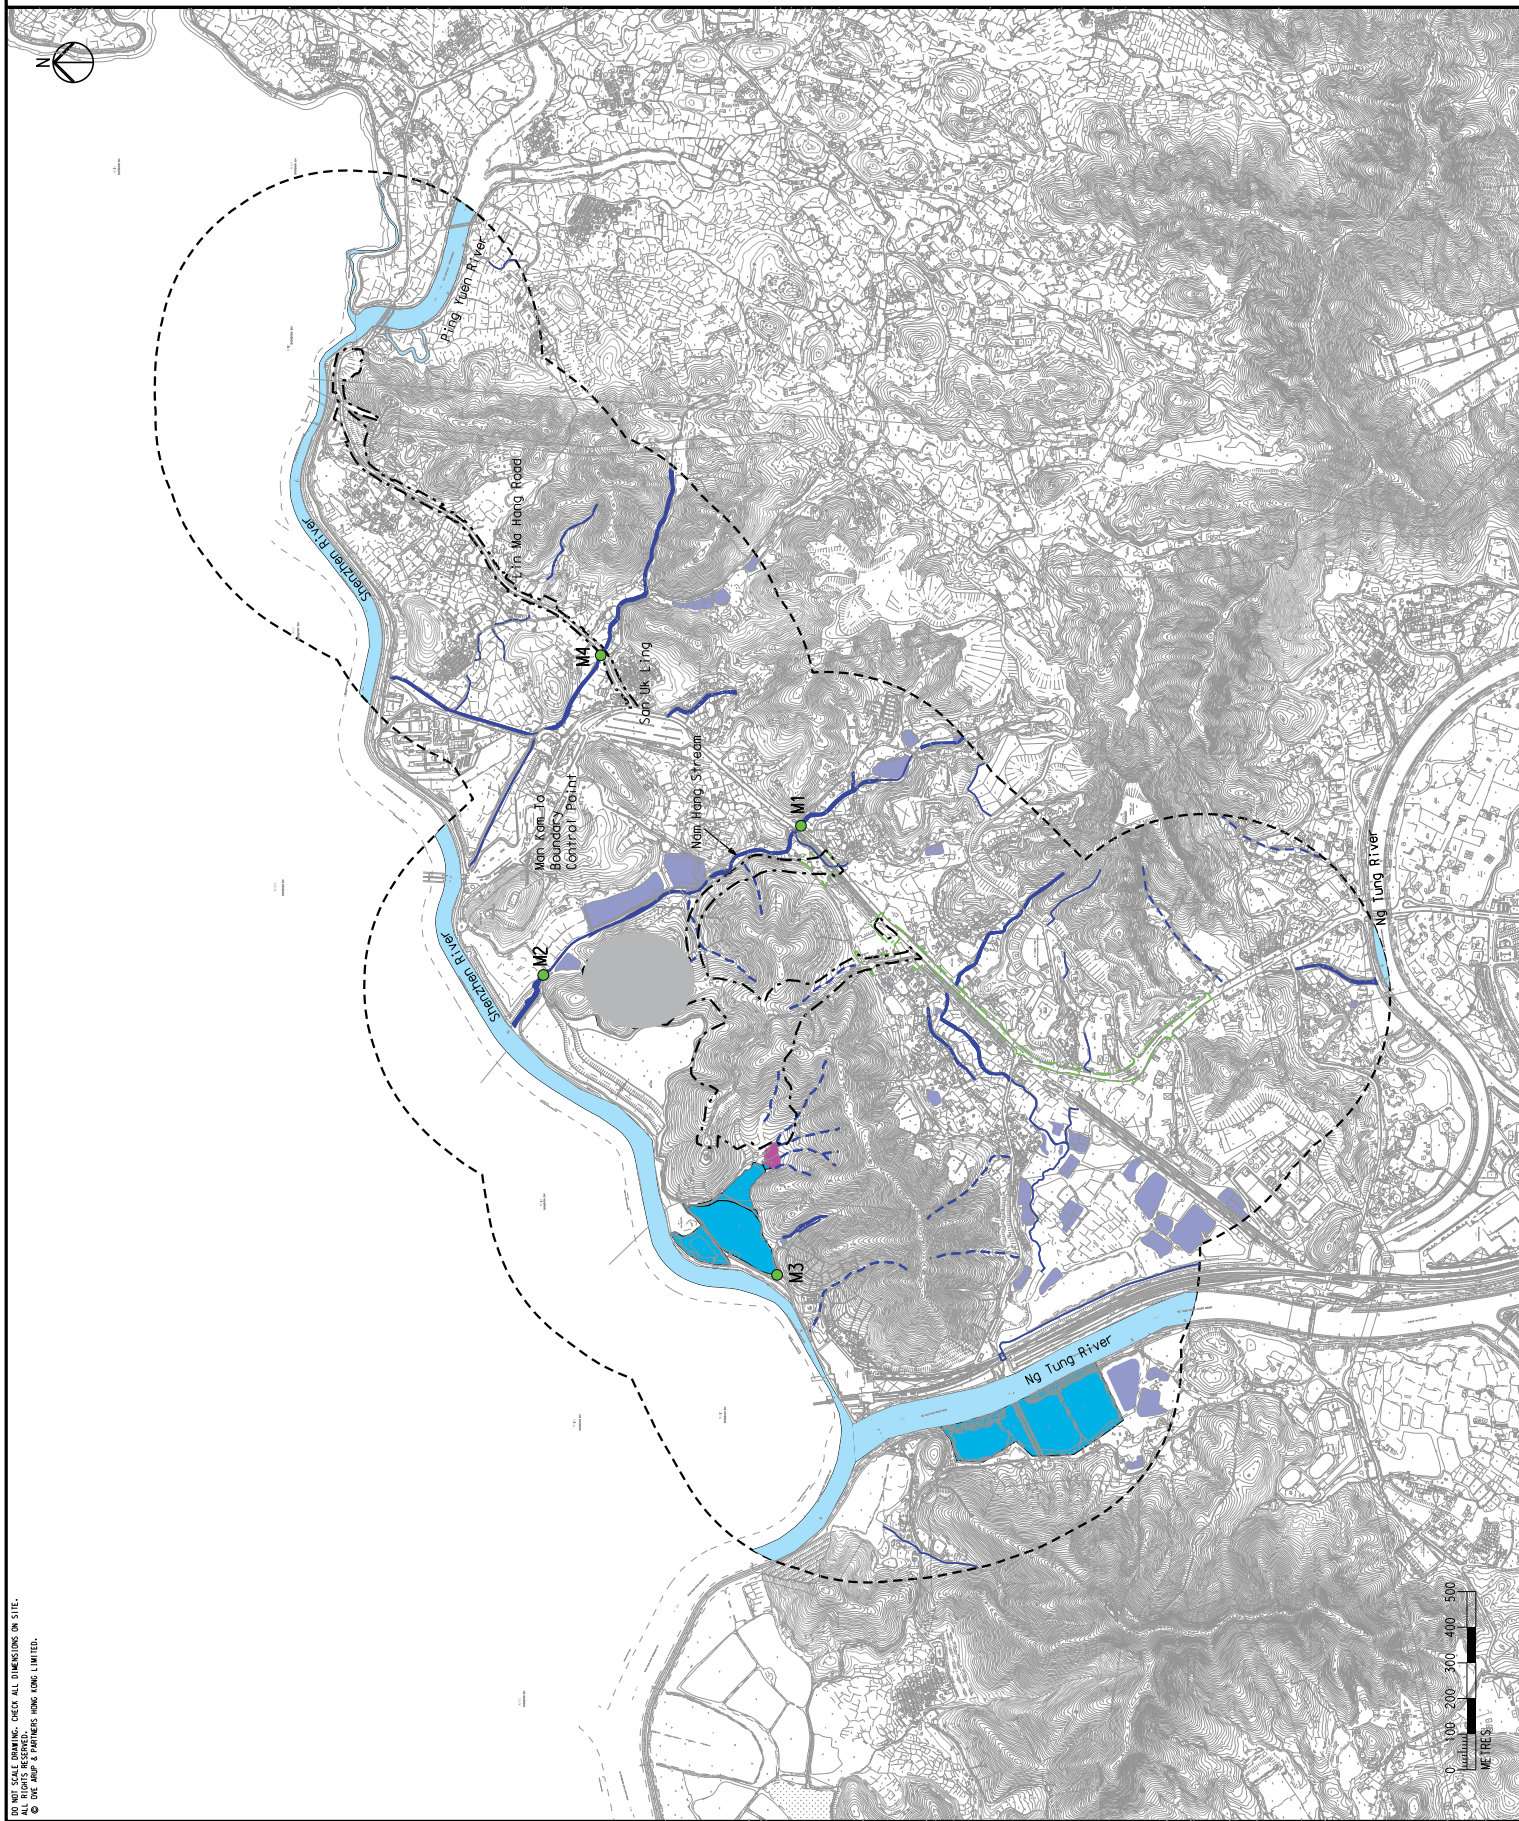 N
DO NOT SCALE DRAWING. CHECK ALL DIMENSIONS ON SITE.
ALL RIGHTS RESERVED.
© OVE ARUP & PARTNERS HONG KONG LIMITED.
Shenzhen River
Ping Yuen River
Lin Ma Hang Road
M4
San Uk Ling
Man Kam To
Boundary
Control Point
Nam Hang Stream
M1
M2
Shenzhen River
M3
Ng Tung River
Ng Tung River
0 100 200 300 400 500
METRES